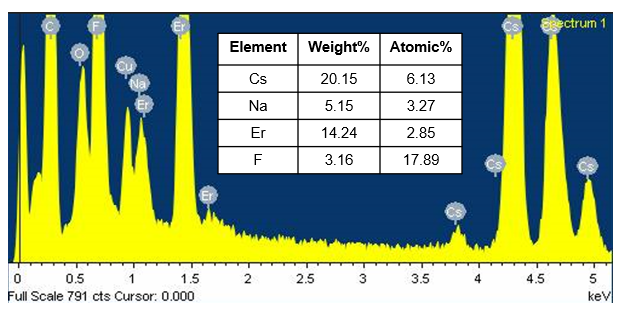 C F Er Cs Cs Spectrum 1
O Cu Na Er
Er Cs Cs Cs
Element Weight% Atomic%
Cs 20.15 6.13
Na 5.15 3.27
Er 14.24 2.85
F 3.16 17.89
0 0.5 1 1.5 2 2.5 3 3.5 4 4.5 5
Full Scale 791 cts Cursor: 0.000 keV